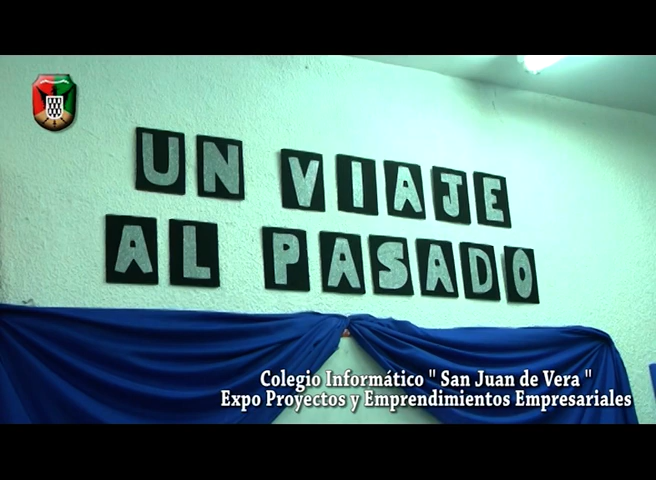 UN VIAJE
AL PASADO
Colegio Informático " San Juan de Vera "
Expo Proyectos y Emprendimientos Empresariales